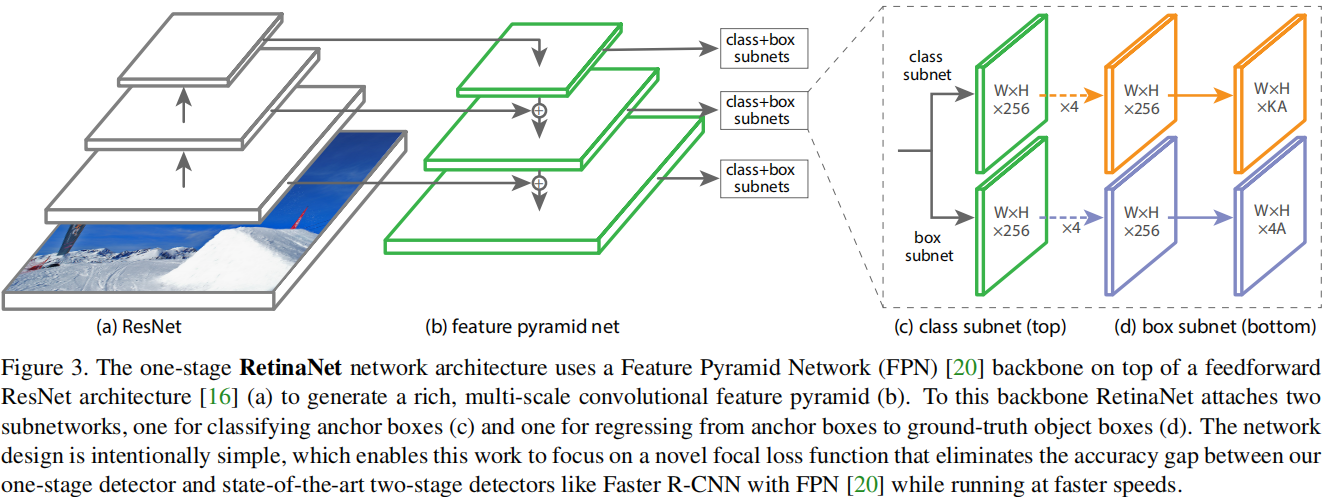 class+box
subnets
class+box
subnets
class+box
subnets
class
subnet
W×H
×256
×4
W×H
×256
W×H
×KA
box
subnet
W×H
×256
×4
W×H
×256
W×H
×4A
(a) ResNet
(b) feature pyramid net
(c) class subnet (top)
(d) box subnet (bottom)
Figure 3. The one-stage RetinaNet network architecture uses a Feature Pyramid Network (FPN) [20] backbone on top of a feedforward
ResNet architecture [16] (a) to generate a rich, multi-scale convolutional feature pyramid (b). To this backbone RetinaNet attaches two
subnetworks, one for classifying anchor boxes (c) and one for regressing from anchor boxes to ground-truth object boxes (d). The network
design is intentionally simple, which enables this work to focus on a novel focal loss function that eliminates the accuracy gap between our
one-stage detector and state-of-the-art two-stage detectors like Faster R-CNN with FPN [20] while running at faster speeds.